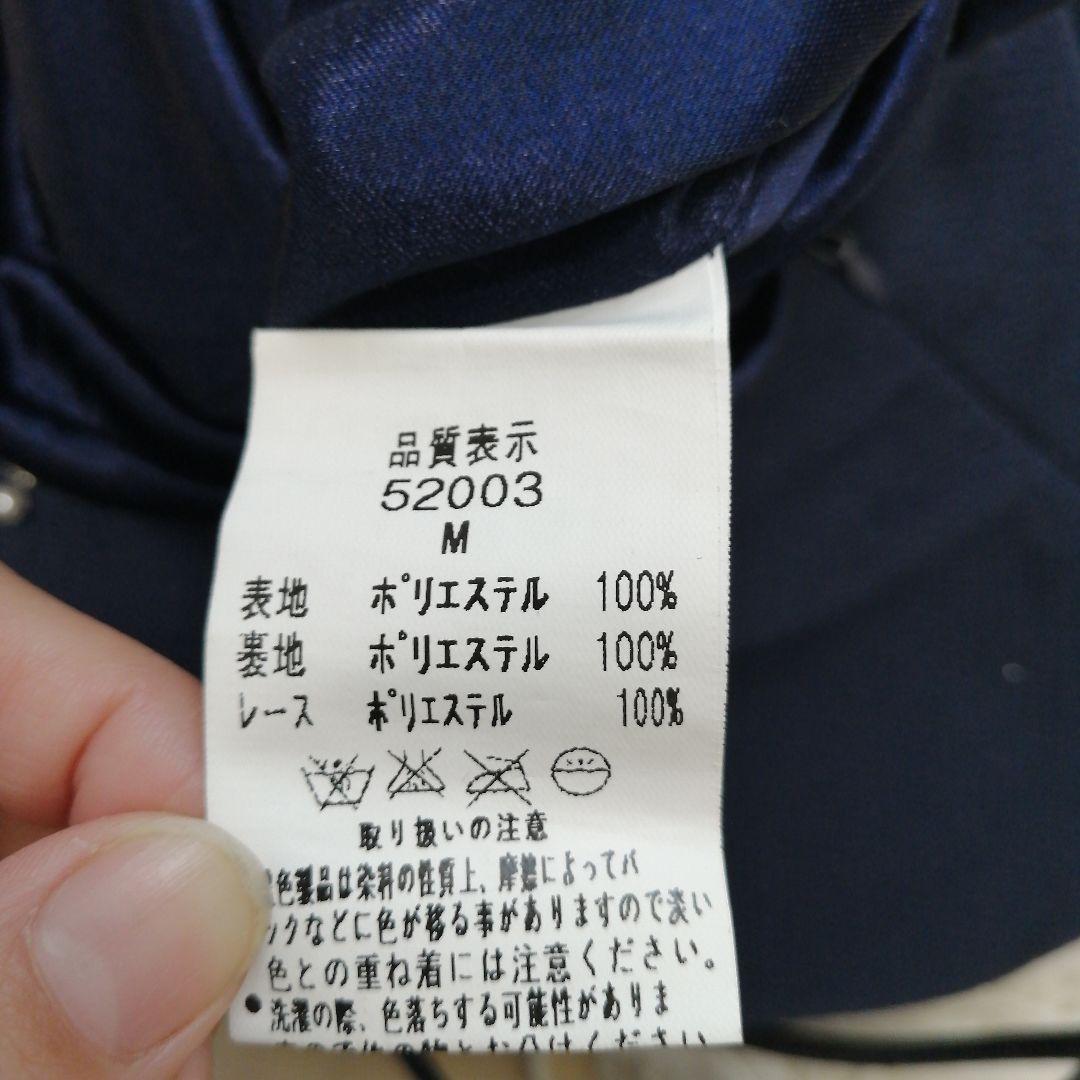 品質表示
52003
M
表地 ポリエステル 100%
裏地 ポリエステル 100%
レース ポリエステル 100%
取り扱いの注意
色製品は染料の性質上、摩擦によってバ
ックなどに色が移る事がありますので淡い
色との重ね着には注意ください。
・洗濯の際、色落ちする可能性がありま